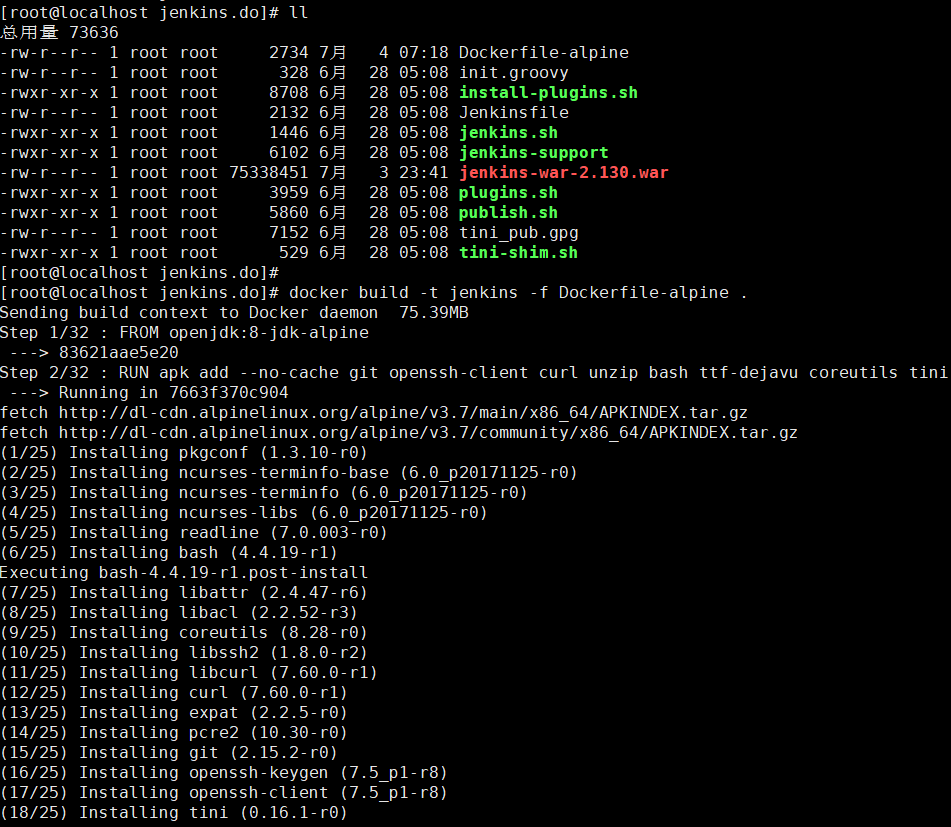 [root@localhost jenkins.do]# ll
总用量 73636
-rw-r--r-- 1 root root     2734 7月   4 07:18 Dockerfile-alpine
-rw-r--r-- 1 root root      328 6月  28 05:08 init.groovy
-rwxr-xr-x 1 root root     8708 6月  28 05:08 install-plugins.sh
-rw-r--r-- 1 root root     2132 6月  28 05:08 Jenkinsfile
-rwxr-xr-x 1 root root     1446 6月  28 05:08 jenkins.sh
-rwxr-xr-x 1 root root     6102 6月  28 05:08 jenkins-support
-rw-r--r-- 1 root root 75338451 7月   3 23:41 jenkins-war-2.130.war
-rwxr-xr-x 1 root root     3959 6月  28 05:08 plugins.sh
-rwxr-xr-x 1 root root     5860 6月  28 05:08 publish.sh
-rw-r--r-- 1 root root     7152 6月  28 05:08 tini_pub.gpg
-rwxr-xr-x 1 root root      529 6月  28 05:08 tini-shim.sh
[root@localhost jenkins.do]#
[root@localhost jenkins.do]# docker build -t jenkins -f Dockerfile-alpine .
Sending build context to Docker daemon  75.39MB
Step 1/32 : FROM openjdk:8-jdk-alpine
 ---> 83621aae5e20
Step 2/32 : RUN apk add --no-cache git openssh-client curl unzip bash ttf-dejavu coreutils tini
 ---> Running in 7663f370c904
fetch http://dl-cdn.alpinelinux.org/alpine/v3.7/main/x86_64/APKINDEX.tar.gz
fetch http://dl-cdn.alpinelinux.org/alpine/v3.7/community/x86_64/APKINDEX.tar.gz
(1/25) Installing pkgconf (1.3.10-r0)
(2/25) Installing ncurses-terminfo-base (6.0_p20171125-r0)
(3/25) Installing ncurses-terminfo (6.0_p20171125-r0)
(4/25) Installing ncurses-libs (6.0_p20171125-r0)
(5/25) Installing readline (7.0.003-r0)
(6/25) Installing bash (4.4.19-r1)
Executing bash-4.4.19-r1.post-install
(7/25) Installing libattr (2.4.47-r6)
(8/25) Installing libacl (2.2.52-r3)
(9/25) Installing coreutils (8.28-r0)
(10/25) Installing libssh2 (1.8.0-r2)
(11/25) Installing libcurl (7.60.0-r1)
(12/25) Installing curl (7.60.0-r1)
(13/25) Installing expat (2.2.5-r0)
(14/25) Installing pcre2 (10.30-r0)
(15/25) Installing git (2.15.2-r0)
(16/25) Installing openssh-keygen (7.5_p1-r8)
(17/25) Installing openssh-client (7.5_p1-r8)
(18/25) Installing tini (0.16.1-r0)